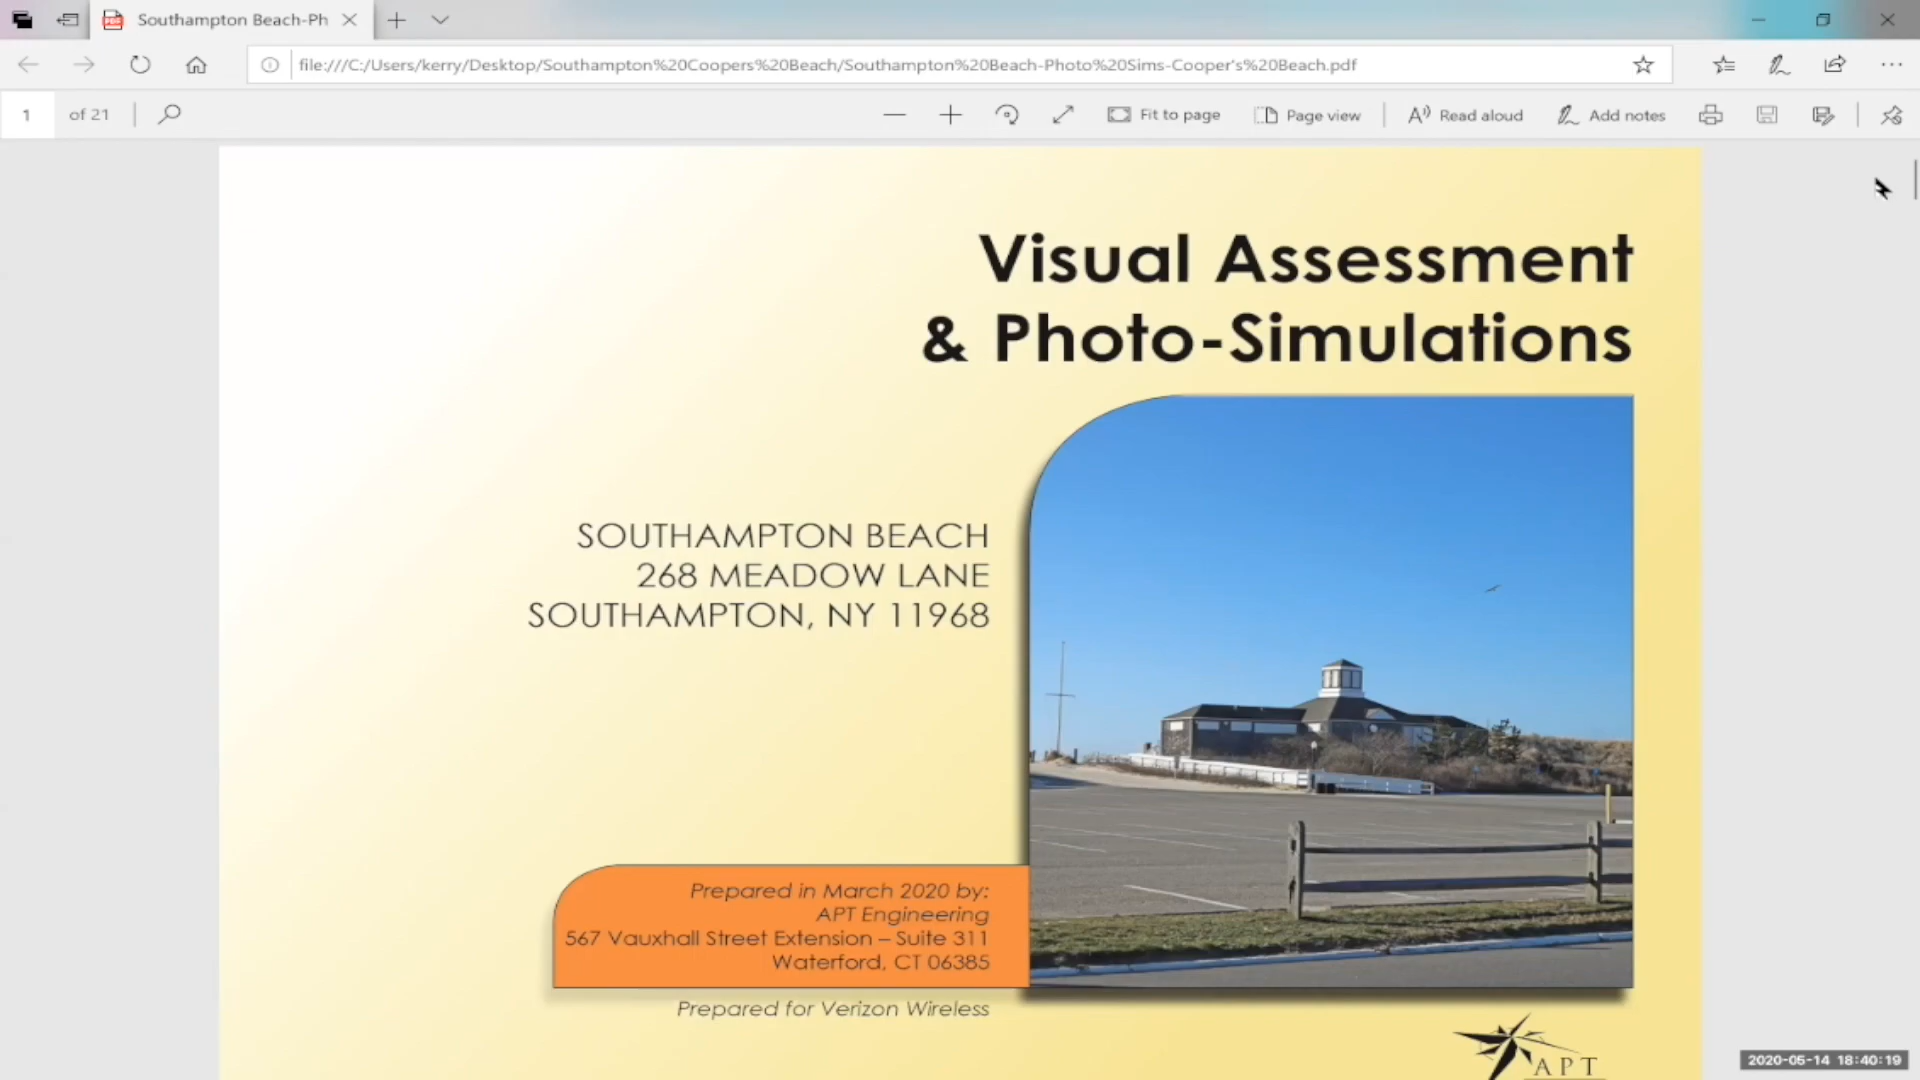 Southampton Beach-Ph
file:///C:/Users/kerry/Desktop/Southampton%20Coopers%20Beach/Southampton%20Beach-Photo%20Sims-Cooper's%20Beach.pdf
1 of 21
Fit to page
Page view
Read aloud
Add notes
Visual Assessment
& Photo-Simulations
SOUTHAMPTON BEACH
268 MEADOW LANE
SOUTHAMPTON, NY 11968
Prepared in March 2020 by:
APT Engineering
567 Vauxhall Street Extension – Suite 311
Waterford, CT 06385
Prepared for Verizon Wireless
APT
2020-05-14 18:40:19